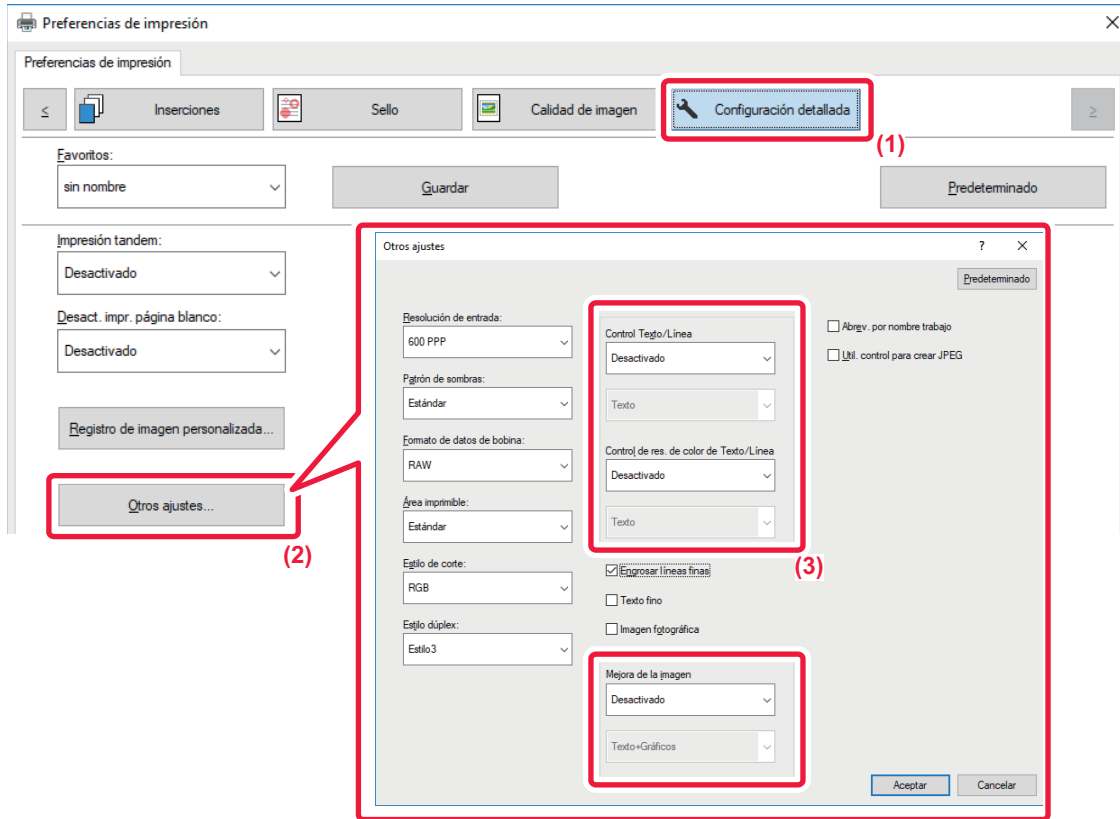 Preferencias de impresión
Preferencias de impresión
≤ Inserciones Sello Calidad de imagen Configuración detallada ≥
(1)
Favoritos:
sin nombre Guardar Predeterminado
Impresión tandem:
Desactivado
Desact. impr. página blanco:
Desactivado
Registro de imagen personalizada...
Otros ajustes...
(2)
Otros ajustes ? ×
Predeterminado
Resolución de entrada:
600 PPP
Patrón de sombras:
Estándar
Formato de datos de bobina:
RAW
Área imprimible:
Estándar
Estilo de corte:
RGB
Estilo dúplex:
Estilo3
Control Texto/Línea
Desactivado
Texto
Control de res. de color de Texto/Línea
Desactivado
Texto
(3)
Engrosar líneas finas
Texto fino
Imagen fotográfica
Mejora de la imagen
Desactivado
Texto+Gráficos
Abrev. por nombre trabajo
Util. control para crear JPEG
Aceptar Cancelar